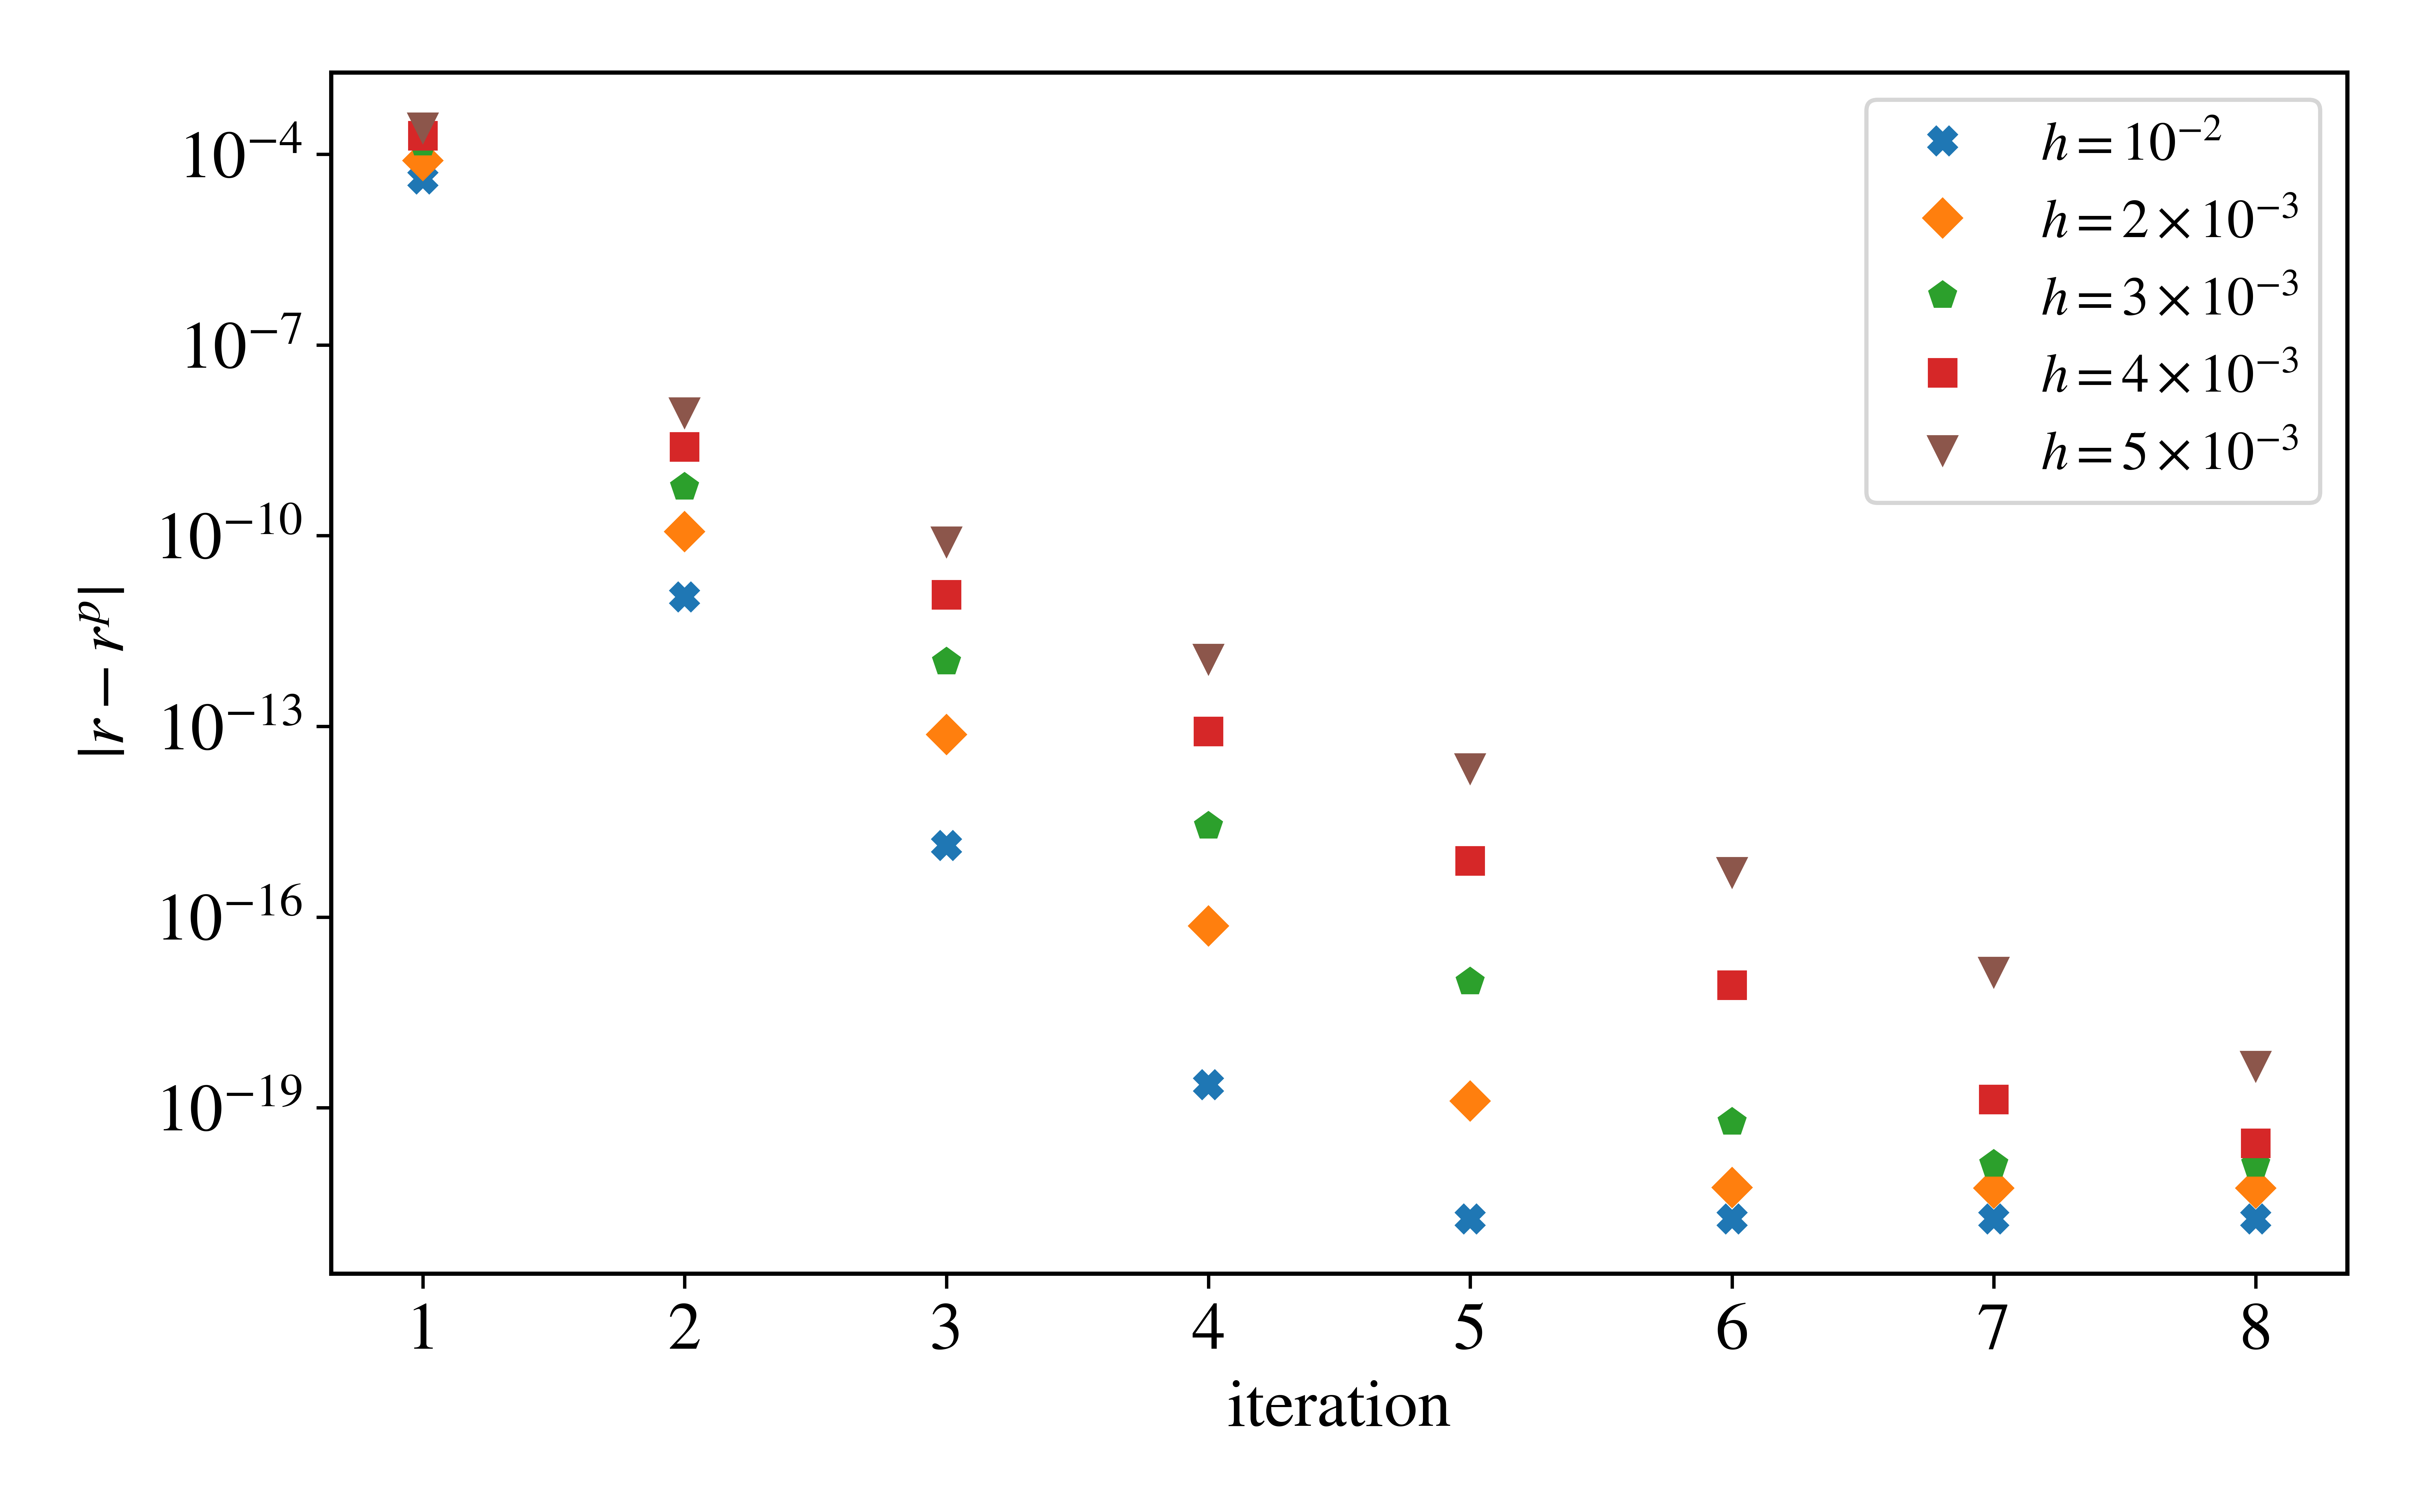 10⁻⁴
10⁻⁷
10⁻¹⁰
10⁻¹³
10⁻¹⁶
10⁻¹⁹
|r − rᵖ|
h = 10⁻²
h = 2 × 10⁻³
h = 3 × 10⁻³
h = 4 × 10⁻³
h = 5 × 10⁻³
1 2 3 4 5 6 7 8
iteration